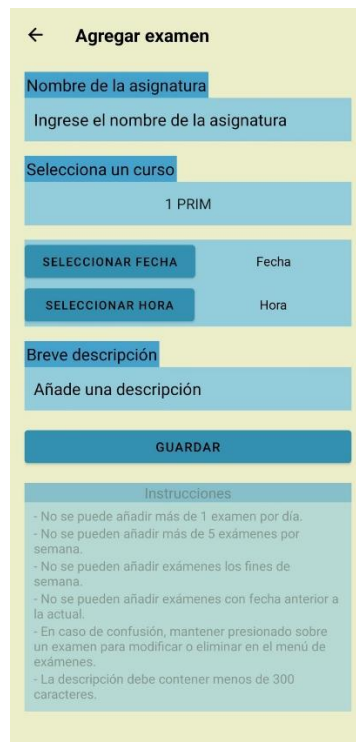 Agregar examen
Nombre de la asignatura
Ingrese el nombre de la asignatura
Selecciona un curso
1 PRIM
SELECCIONAR FECHA Fecha
SELECCIONAR HORA Hora
Breve descripción
Añade una descripción
GUARDAR
Instrucciones
- No se puede añadir más de 1 examen por día.
- No se pueden añadir más de 5 exámenes por
semana.
- No se pueden añadir exámenes los fines de
semana.
- No se pueden añadir exámenes con fecha anterior a
la actual.
- En caso de confusión, mantener presionado sobre
un examen para modificar o eliminar en el menú de
exámenes.
- La descripción debe contener menos de 300
caracteres.